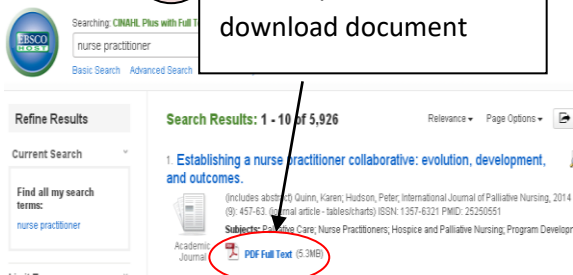 download document
Searching: CINAHL Plus with Full T
EBSCO
HOST
nurse practitioner
Basic Search Advanced Search
Refine Results
Search Results: 1 - 10 of 5,926
Relevance Page Options
Current Search
Find all my search
terms:
nurse practitioner
1. Establishing a nurse practitioner collaborative: evolution, development,
and outcomes.
(includes abstract) Quinn, Karen; Hudson, Peter; International Journal of Palliative Nursing, 2014
(9): 457-63. (journal article - tables/charts) ISSN: 1357-6321 PMID: 25250551
Subjects: Palliative Care; Nurse Practitioners; Hospice and Palliative Nursing; Program Developm
Academic
Journal
PDF Full Text (5.3MB)